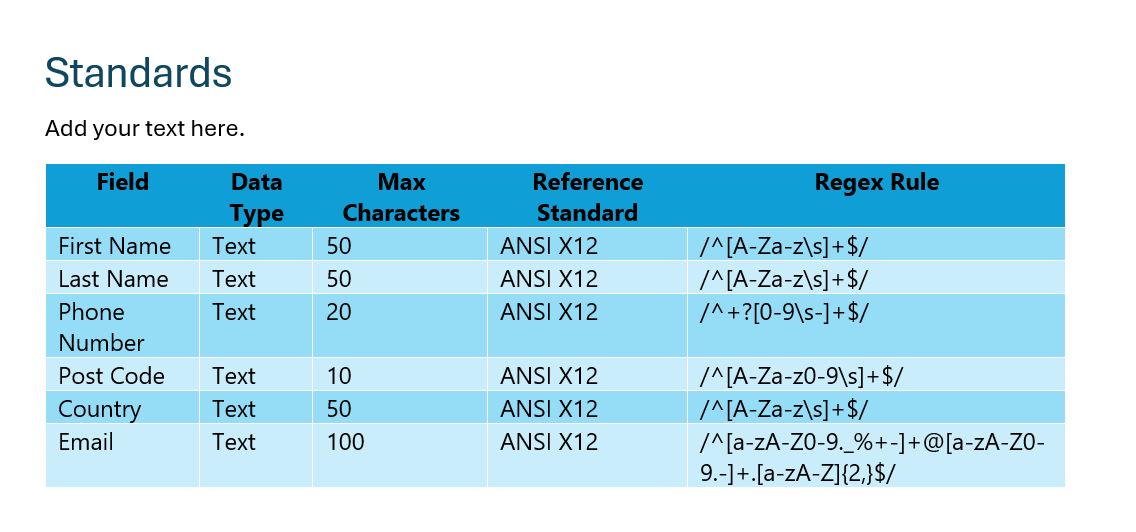 Standards
Add your text here.
Field Data Type Max Characters Reference Standard Regex Rule
First Name Text 50 ANSI X12 /^[A-Za-z\s]+$/
Last Name Text 50 ANSI X12 /^[A-Za-z\s]+$/
Phone Number Text 20 ANSI X12 /^+?[0-9\s-]+$/
Post Code Text 10 ANSI X12 /^[A-Za-z0-9\s]+$/
Country Text 50 ANSI X12 /^[A-Za-z\s]+$/
Email Text 100 ANSI X12 /^[a-zA-Z0-9._%+-]+@[a-zA-Z0-9.-]+.[a-zA-Z]{2,}$/